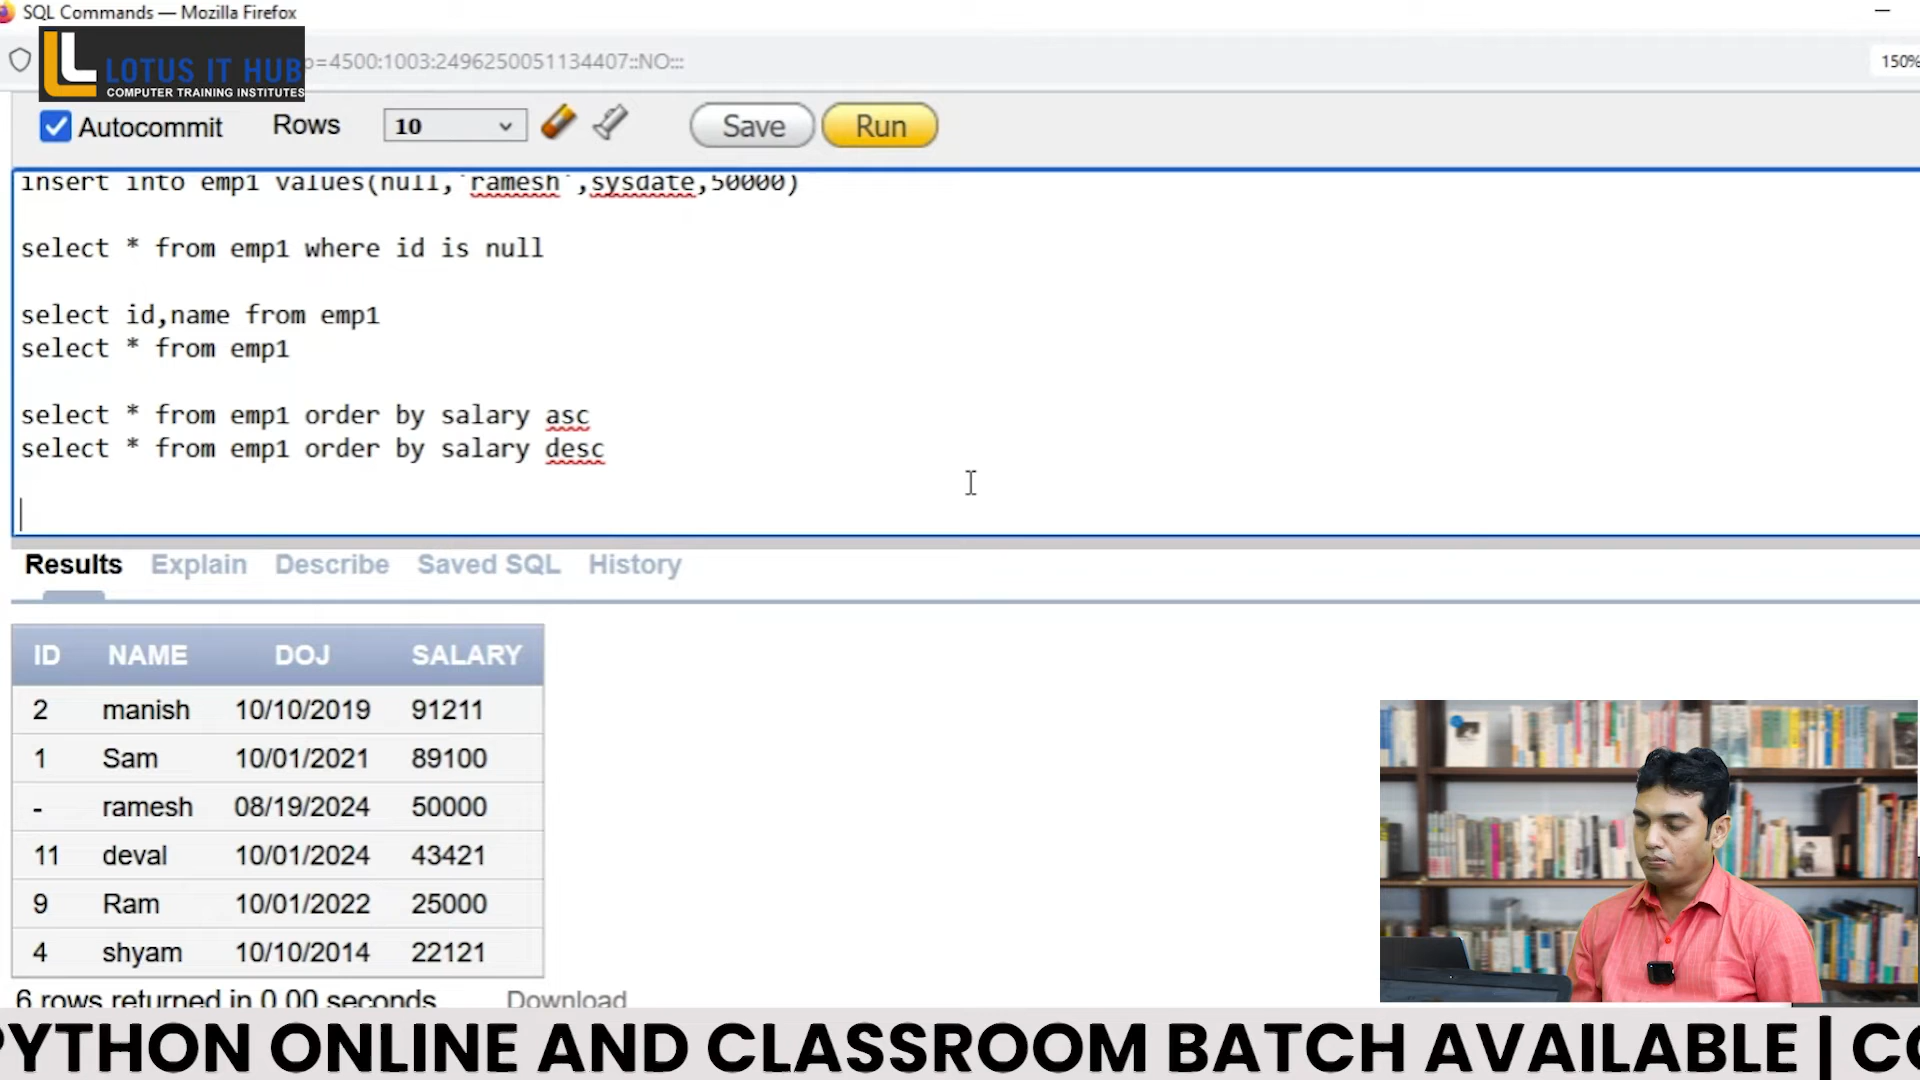 SQL Commands — Mozilla Firefox
LOTUS IT HUB
COMPUTER TRAINING INSTITUTES
=4500:1003:2496250051134407::NO:::
150%
Autocommit Rows 10 Save Run
insert into emp1 values(null,'ramesh',sysdate,50000)
select * from emp1 where id is null
select id,name from emp1
select * from emp1
select * from emp1 order by salary asc
select * from emp1 order by salary desc
Results Explain Describe Saved SQL History
ID NAME DOJ SALARY
2 manish 10/10/2019 91211
1 Sam 10/01/2021 89100
- ramesh 08/19/2024 50000
11 deval 10/01/2024 43421
9 Ram 10/01/2022 25000
4 shyam 10/10/2014 22121
6 rows returned in 0.00 seconds Download
PYTHON ONLINE AND CLASSROOM BATCH AVAILABLE | CO